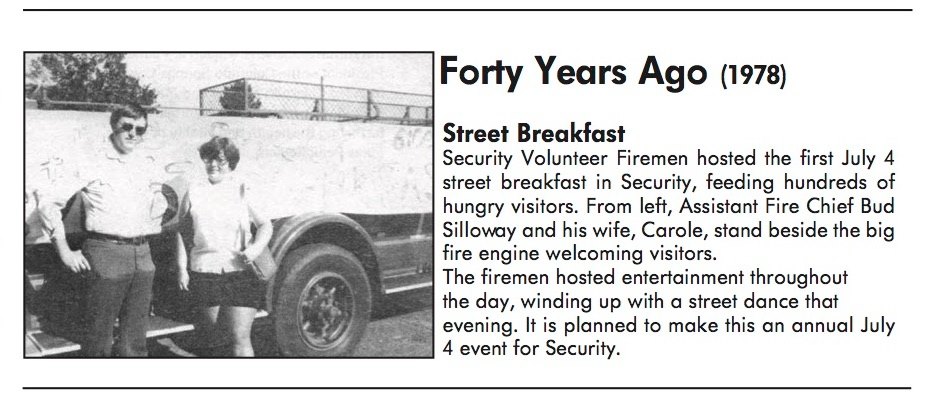 Forty Years Ago (1978)
Street Breakfast
Security Volunteer Firemen hosted the first July 4
street breakfast in Security, feeding hundreds of
hungry visitors. From left, Assistant Fire Chief Bud
Silloway and his wife, Carole, stand beside the big
fire engine welcoming visitors.
The firemen hosted entertainment throughout
the day, winding up with a street dance that
evening. It is planned to make this an annual July
4 event for Security.